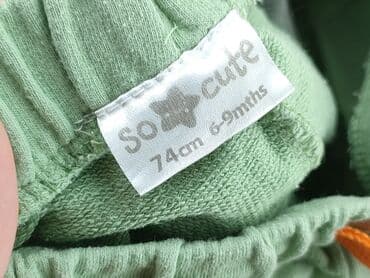 so cute
74cm 6-9mths